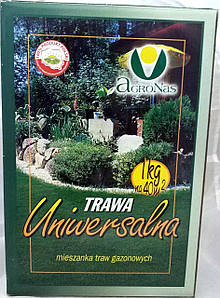 AGRONAS
1kg
na 40m2
TRAWA
Uniwersalna
mieszanka traw gazonowych